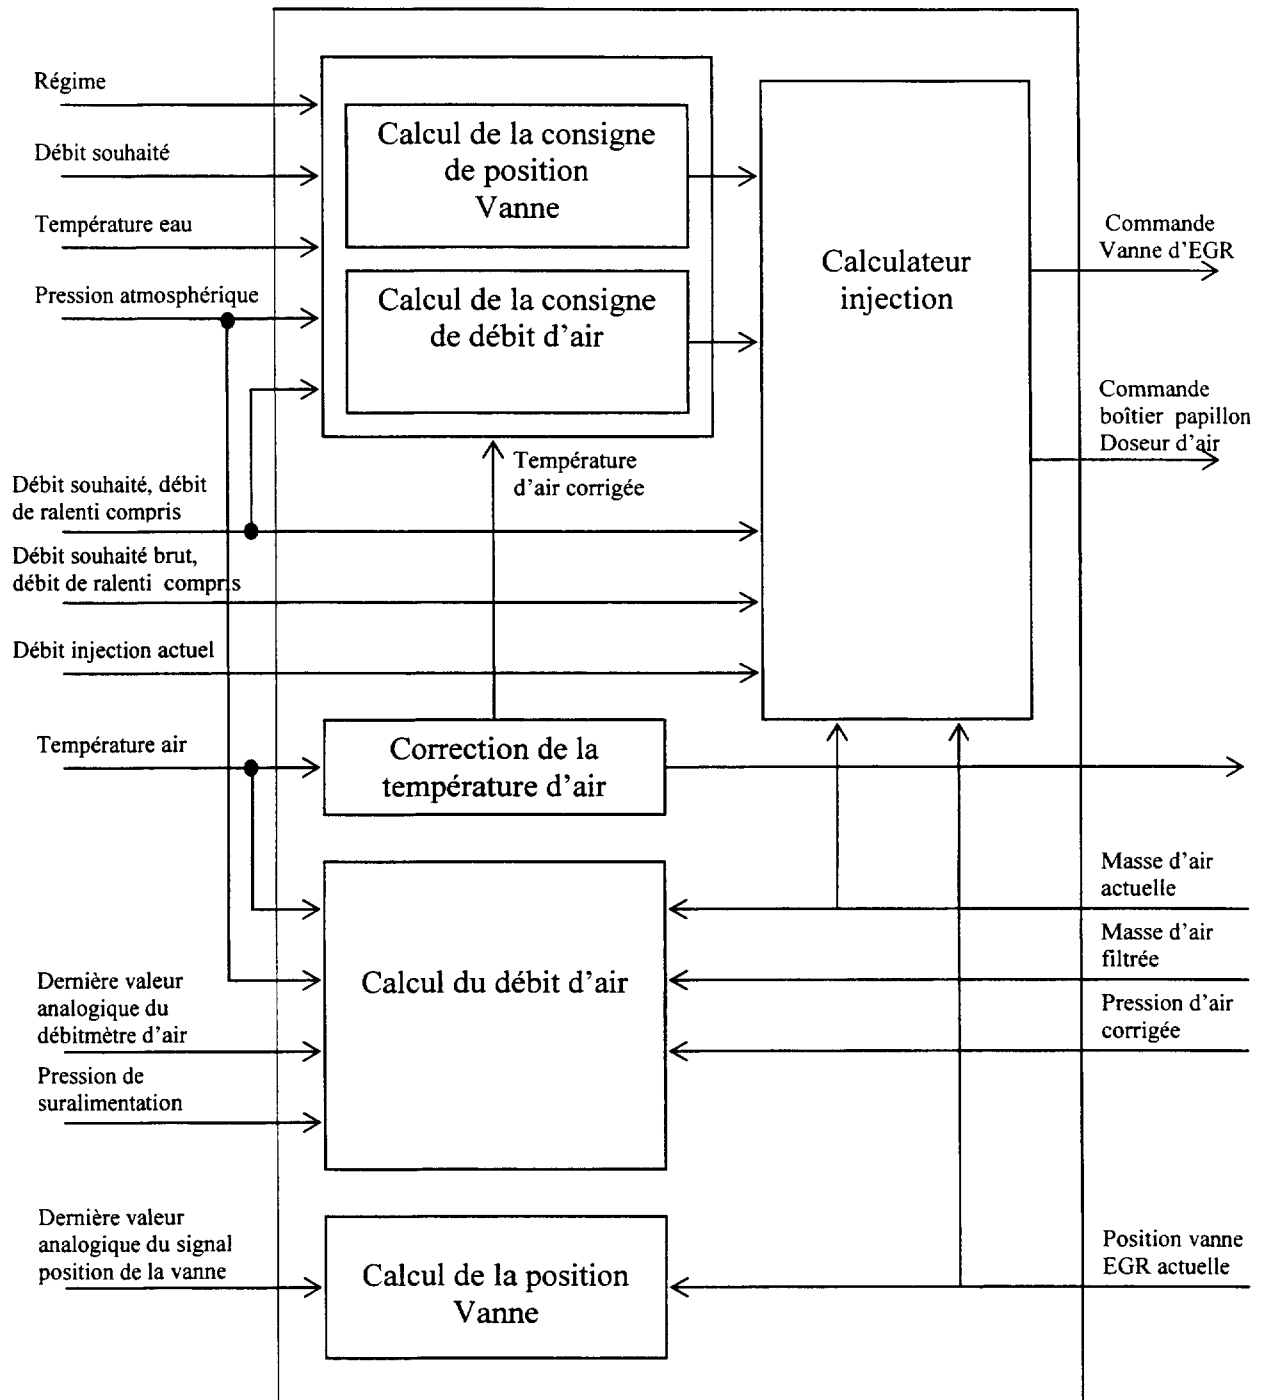 Régime
Débit souhaité
Température eau
Pression atmosphérique
Calcul de la consigne
de position
Vanne
Calcul de la consigne
de débit d'air
Calculateur
injection
Commande
Vanne d'EGR
Commande
boîtier papillon
Doseur d'air
Température
d'air corrigée
Débit souhaité, débit
de ralenti compris
Débit souhaité brut,
débit de ralenti compris
Débit injection actuel
Température air
Correction de la
température d'air
Masse d'air
actuelle
Masse d'air
filtrée
Pression d'air
corrigée
Calcul du débit d'air
Dernière valeur
analogique du
débitmètre d'air
Pression de
suralimentation
Dernière valeur
analogique du signal
position de la vanne
Calcul de la position
Vanne
Position vanne
EGR actuelle